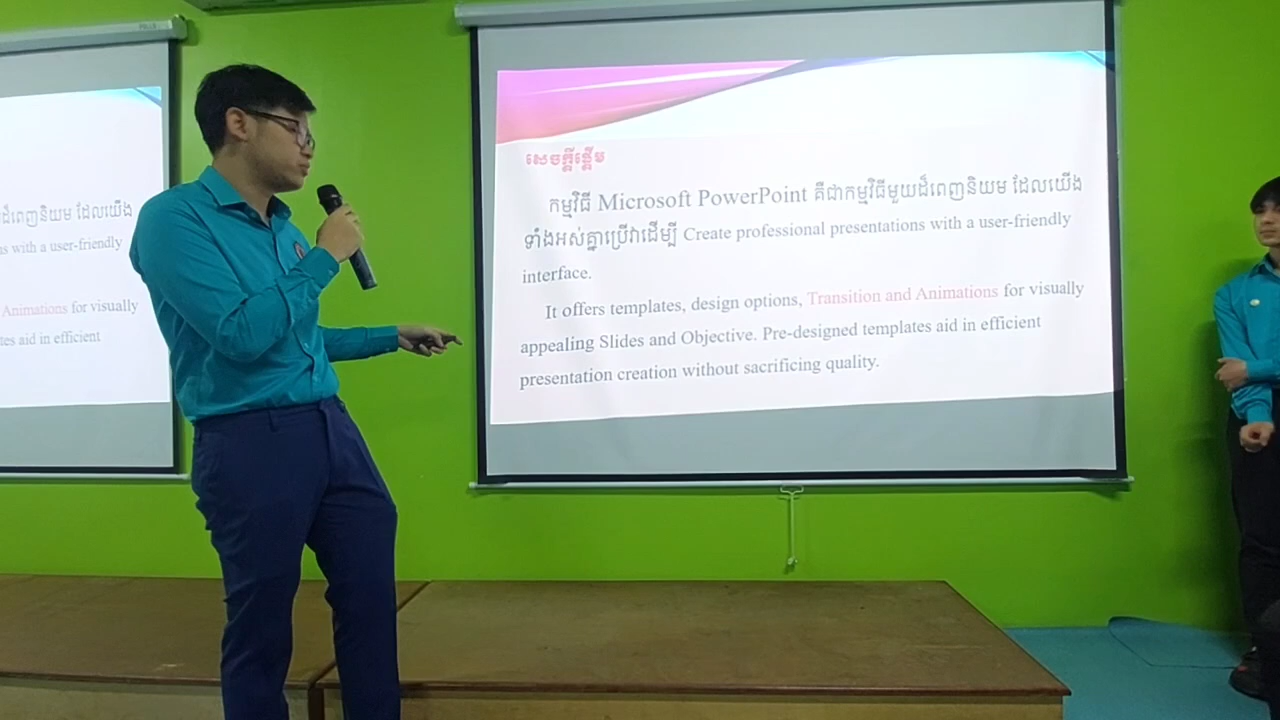 សេចក្តីផ្តើម
កម្មវិធី Microsoft PowerPoint គឺជាកម្មវិធីមួយដ៏ពេញនិយម ដែលយើង
ទាំងអស់គ្នាប្រើវាដើម្បី Create professional presentations with a user-friendly
interface.
It offers templates, design options, Transition and Animations for visually
appealing Slides and Objective. Pre-designed templates aid in efficient
presentation creation without sacrificing quality.
ដ៏ពេញនិយម ដែលយើង
ns with a user-friendly
Animations for visually
tes aid in efficient